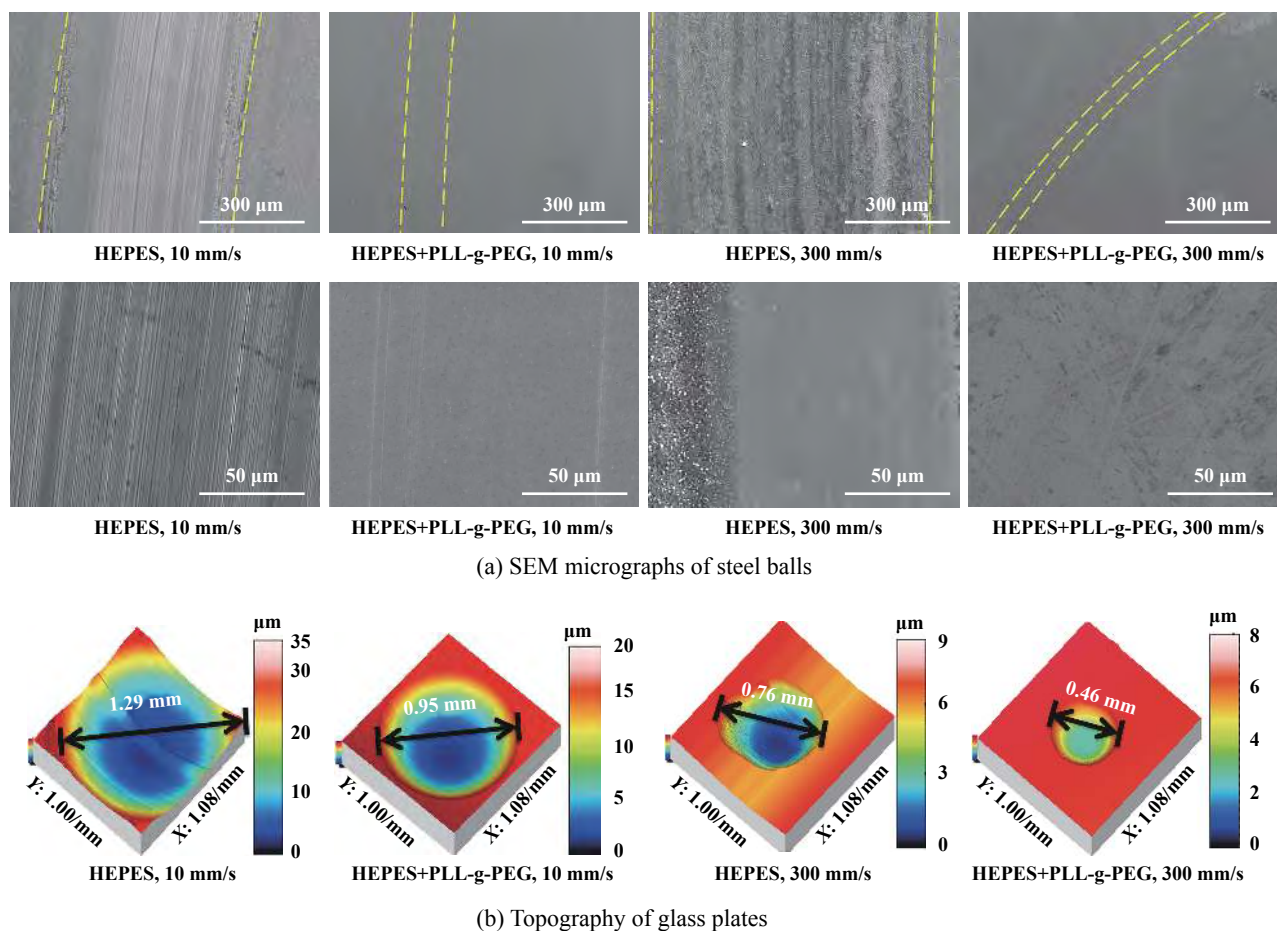 300 μm 300 μm 300 μm 300 μm
HEPES, 10 mm/s HEPES+PLL-g-PEG, 10 mm/s HEPES, 300 mm/s HEPES+PLL-g-PEG, 300 mm/s
50 μm 50 μm 50 μm 50 μm
HEPES, 10 mm/s HEPES+PLL-g-PEG, 10 mm/s HEPES, 300 mm/s HEPES+PLL-g-PEG, 300 mm/s
(a) SEM micrographs of steel balls
μm
35
30
20
10
0
1.29 mm
Y: 1.00/mm
X: 1.08/mm
HEPES, 10 mm/s
μm
20
15
10
5
0
0.95 mm
Y: 1.00/mm
X: 1.08/mm
HEPES+PLL-g-PEG, 10 mm/s
μm
9
6
3
0
0.76 mm
Y: 1.00/mm
X: 1.08/mm
HEPES, 300 mm/s
μm
8
6
4
2
0
0.46 mm
Y: 1.00/mm
X: 1.08/mm
HEPES+PLL-g-PEG, 300 mm/s
(b) Topography of glass plates